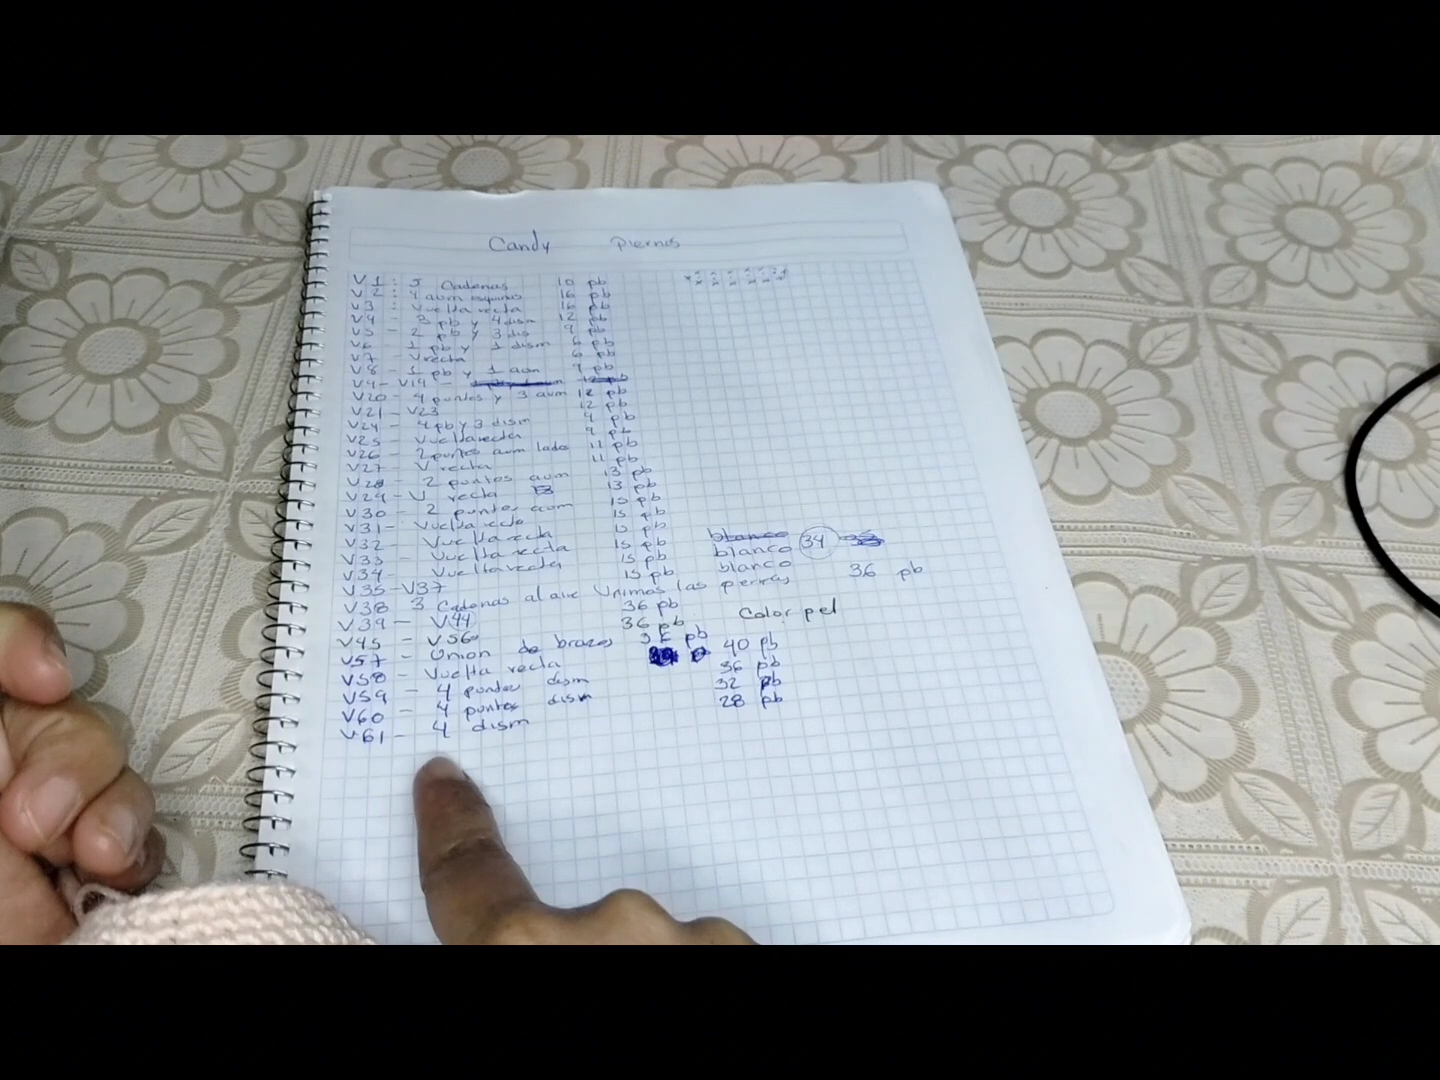 Candy Piernas
V1: 5 Cadenas 10 pb
V2: 4 aum esquinas 16 pb
V3: Vuelta recta 16 pb
V4 - 3 pb y 4 dism 12 pb
V5 - 2 pb y 3 dis 9 pb
V6 - 1 pb y 1 dism 6 pb
V7 - V recta 6 pb
V8 - 1 pb y 1 aum 9 pb
V9 - V19 -
V20 - 4 puntos y 3 aum 12 pb
V21 - V23 12 pb
V24 - 4 pb y 3 dism 9 pb
V25 - Vuelta recta 9 pb
V26 - 2 puntos aum lado 11 pb
V27 - V recta 11 pb
V28 - 2 puntos aum 13 pb
V29 - V recta 13 pb
V30 - 2 puntos aum 15 pb
V31 - Vuelta recta 15 pb
V32 - Vuelta recta 15 pb blanco
V33 - Vuelta recta 15 pb blanco 34
V34 - Vuelta recta 15 pb blanco
V35 - V37 15 pb
V38 3 Cadenas al aire Unimos las piernas 36 pb
V39 - V44 36 pb
V45 - V56 36 pb Color piel
V57 - Union de brazos pb 40 pb
V58 - Vuelta recta
V59 - 4 puntos dism 36 pb
V60 - 4 puntos dism 32 pb
V61 - 4 dism 28 pb